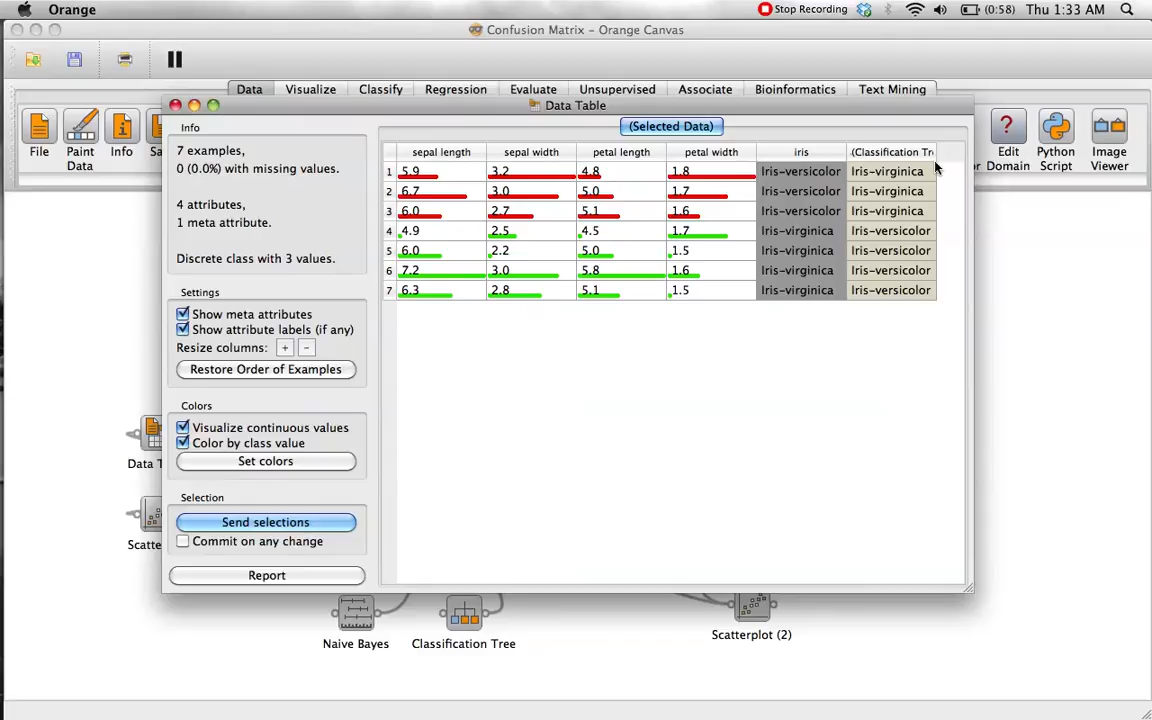 Orange Stop Recording (0:58) Thu 1:33 AM
Confusion Matrix - Orange Canvas
Data Visualize Classify Regression Evaluate Unsupervised Associate Bioinformatics Text Mining
Data Table
File Paint Data Info Edit Domain Python Script Image Viewer
Info
7 examples,
0 (0.0%) with missing values.
4 attributes,
1 meta attribute.
Discrete class with 3 values.
Settings
Show meta attributes
Show attribute labels (if any)
Resize columns: + -
Restore Order of Examples
Colors
Visualize continuous values
Color by class value
Set colors
Selection
Send selections
Commit on any change
Report
(Selected Data)
sepal length sepal width petal length petal width iris (Classification Tr
1 5.9 3.2 4.8 1.8 Iris-versicolor Iris-virginica
2 6.7 3.0 5.0 1.7 Iris-versicolor Iris-virginica
3 6.0 2.7 5.1 1.6 Iris-versicolor Iris-virginica
4 4.9 2.5 4.5 1.7 Iris-virginica Iris-versicolor
5 6.0 2.2 5.0 1.5 Iris-virginica Iris-versicolor
6 7.2 3.0 5.8 1.6 Iris-virginica Iris-versicolor
7 6.3 2.8 5.1 1.5 Iris-virginica Iris-versicolor
Data T
Scatte
Naive Bayes Classification Tree Scatterplot (2)